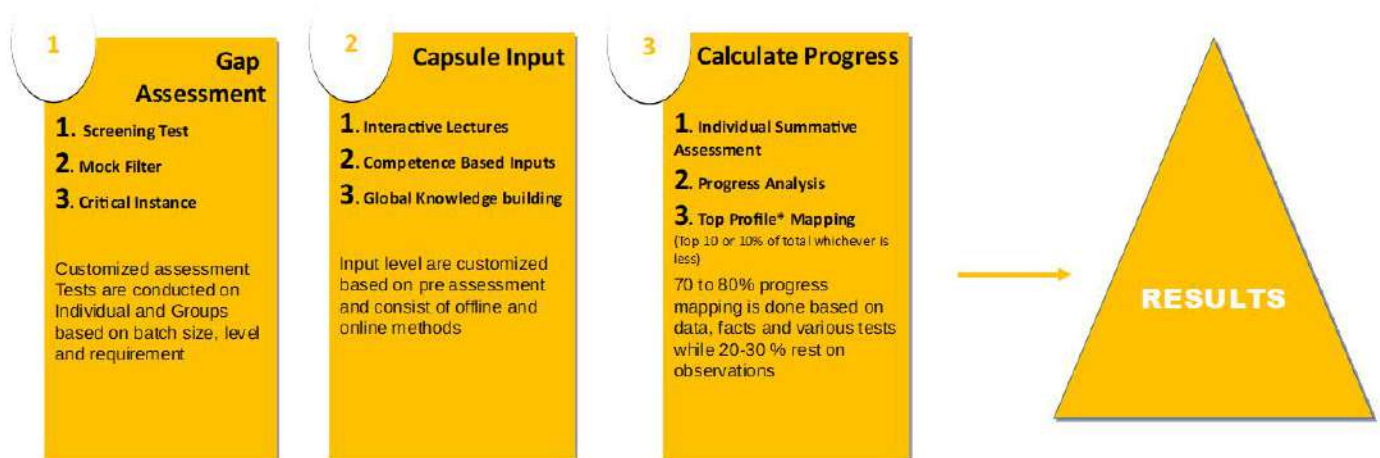 1
Gap
Assessment
1. Screening Test
2. Mock Filter
3. Critical Instance
Customized assessment
Tests are conducted on
Individual and Groups
based on batch size, level
and requirement
2
Capsule Input
1. Interactive Lectures
2. Competence Based Inputs
3. Global Knowledge building
Input level are customized
based on pre assessment
and consist of offline and
online methods
3
Calculate Progress
1. Individual Summative
Assessment
2. Progress Analysis
3. Top Profile* Mapping
(Top 10 or 10% of total whichever is
less)
70 to 80% progress
mapping is done based on
data, facts and various tests
while 20-30 % rest on
observations
RESULTS